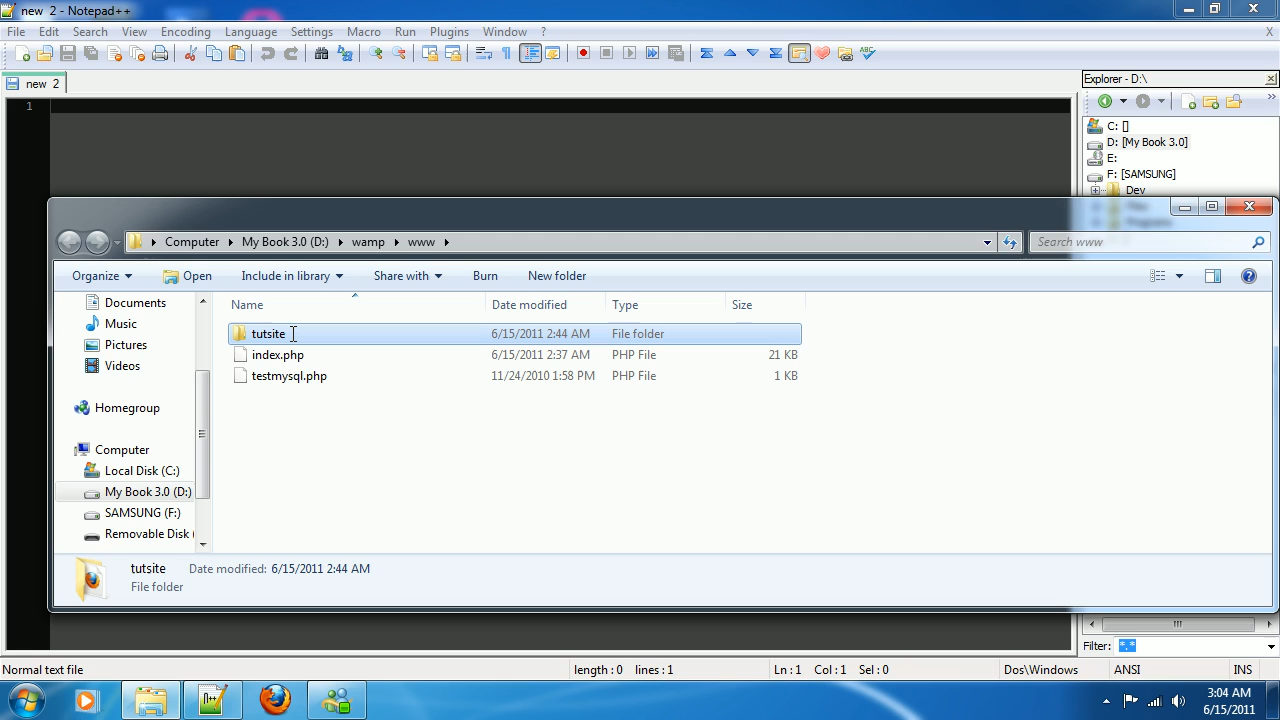 new  2 - Notepad++
File Edit Search View Encoding Language Settings Macro Run Plugins Window ? X
new  2
1
Explorer - D:\
C: []
D: [My Book 3.0]
E:
F: [SAMSUNG]
Dev
Computer My Book 3.0 (D:) wamp www
Search www
Organize Open Include in library Share with Burn New folder
Documents
Music
Pictures
Videos
Homegroup
Computer
Local Disk (C:)
My Book 3.0 (D:)
SAMSUNG (F:)
Removable Disk (
Name Date modified Type Size
tutsite 6/15/2011 2:44 AM File folder
index.php 6/15/2011 2:37 AM PHP File 21 KB
testmysql.php 11/24/2010 1:58 PM PHP File 1 KB
tutsite Date modified: 6/15/2011 2:44 AM
File folder
Filter: *.*
Normal text file length : 0 lines : 1 Ln : 1 Col : 1 Sel : 0 Dos\Windows ANSI INS
3:04 AM
6/15/2011